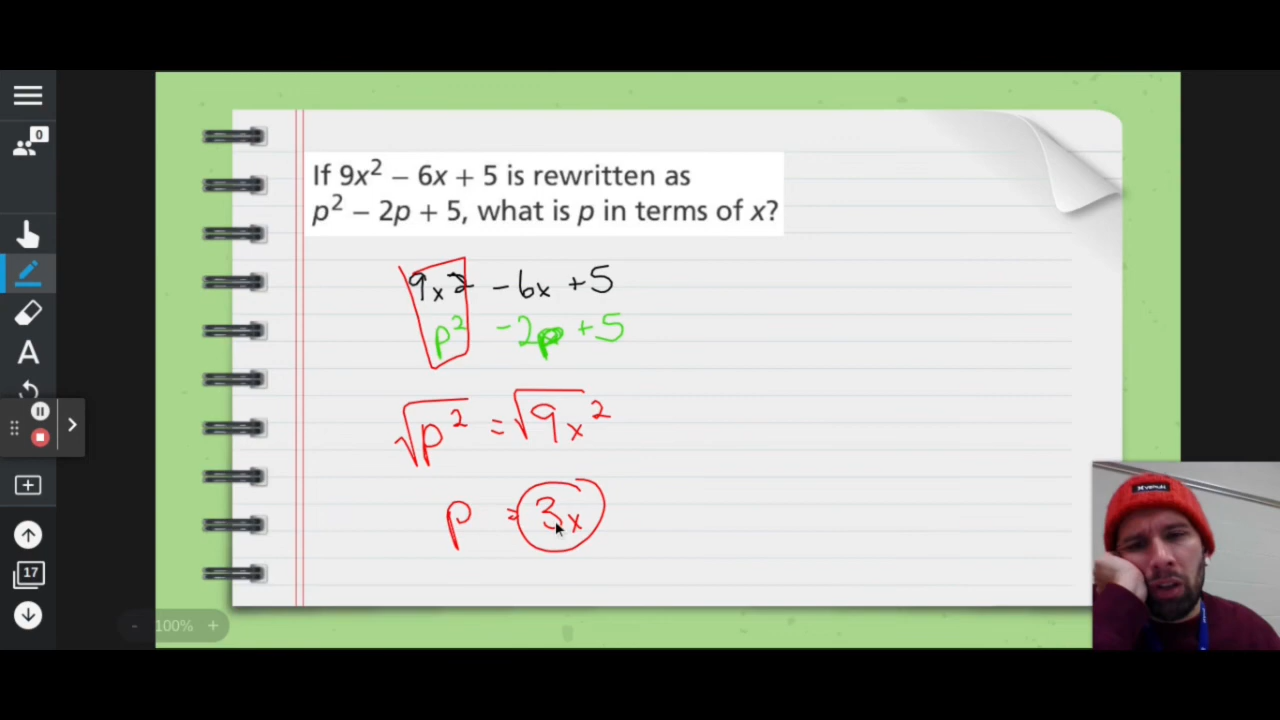 0
If 9x² − 6x + 5 is rewritten as
p² − 2p + 5, what is p in terms of x?
9x² - 6x + 5
p² - 2p + 5
√p² = √9x²
p = 3x
A
17
- 100% +